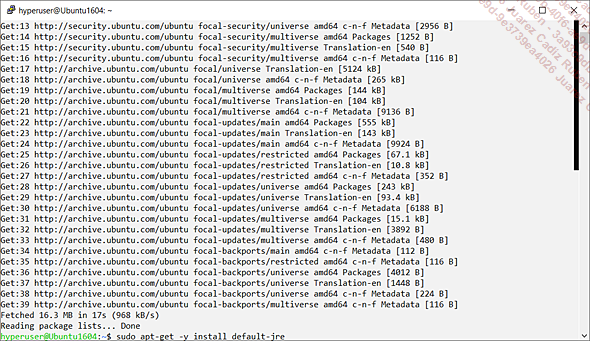 hyperuser@Ubuntu1604: ~
Get:13 http://security.ubuntu.com/ubuntu focal-security/universe amd64 c-n-f Metadata [2956 B]
Get:14 http://security.ubuntu.com/ubuntu focal-security/multiverse amd64 Packages [1252 B]
Get:15 http://security.ubuntu.com/ubuntu focal-security/multiverse Translation-en [540 B]
Get:16 http://security.ubuntu.com/ubuntu focal-security/multiverse amd64 c-n-f Metadata [116 B]
Get:17 http://archive.ubuntu.com/ubuntu focal/universe Translation-en [5124 kB]
Get:18 http://archive.ubuntu.com/ubuntu focal/universe amd64 c-n-f Metadata [265 kB]
Get:19 http://archive.ubuntu.com/ubuntu focal/multiverse amd64 Packages [144 kB]
Get:20 http://archive.ubuntu.com/ubuntu focal/multiverse Translation-en [104 kB]
Get:21 http://archive.ubuntu.com/ubuntu focal/multiverse amd64 c-n-f Metadata [9136 B]
Get:22 http://archive.ubuntu.com/ubuntu focal-updates/main amd64 Packages [555 kB]
Get:23 http://archive.ubuntu.com/ubuntu focal-updates/main Translation-en [143 kB]
Get:24 http://archive.ubuntu.com/ubuntu focal-updates/main amd64 c-n-f Metadata [9924 B]
Get:25 http://archive.ubuntu.com/ubuntu focal-updates/restricted amd64 Packages [67.1 kB]
Get:26 http://archive.ubuntu.com/ubuntu focal-updates/restricted Translation-en [10.8 kB]
Get:27 http://archive.ubuntu.com/ubuntu focal-updates/restricted amd64 c-n-f Metadata [352 B]
Get:28 http://archive.ubuntu.com/ubuntu focal-updates/universe amd64 Packages [243 kB]
Get:29 http://archive.ubuntu.com/ubuntu focal-updates/universe Translation-en [93.4 kB]
Get:30 http://archive.ubuntu.com/ubuntu focal-updates/universe amd64 c-n-f Metadata [6188 B]
Get:31 http://archive.ubuntu.com/ubuntu focal-updates/multiverse amd64 Packages [15.1 kB]
Get:32 http://archive.ubuntu.com/ubuntu focal-updates/multiverse Translation-en [3892 B]
Get:33 http://archive.ubuntu.com/ubuntu focal-updates/multiverse amd64 c-n-f Metadata [480 B]
Get:34 http://archive.ubuntu.com/ubuntu focal-backports/main amd64 c-n-f Metadata [112 B]
Get:35 http://archive.ubuntu.com/ubuntu focal-backports/restricted amd64 c-n-f Metadata [116 B]
Get:36 http://archive.ubuntu.com/ubuntu focal-backports/universe amd64 Packages [4012 B]
Get:37 http://archive.ubuntu.com/ubuntu focal-backports/universe Translation-en [1448 B]
Get:38 http://archive.ubuntu.com/ubuntu focal-backports/universe amd64 c-n-f Metadata [224 B]
Get:39 http://archive.ubuntu.com/ubuntu focal-backports/multiverse amd64 c-n-f Metadata [116 B]
Fetched 16.3 MB in 17s (968 kB/s)
Reading package lists... Done
hyperuser@Ubuntu1604:~$ sudo apt-get -y install default-jre